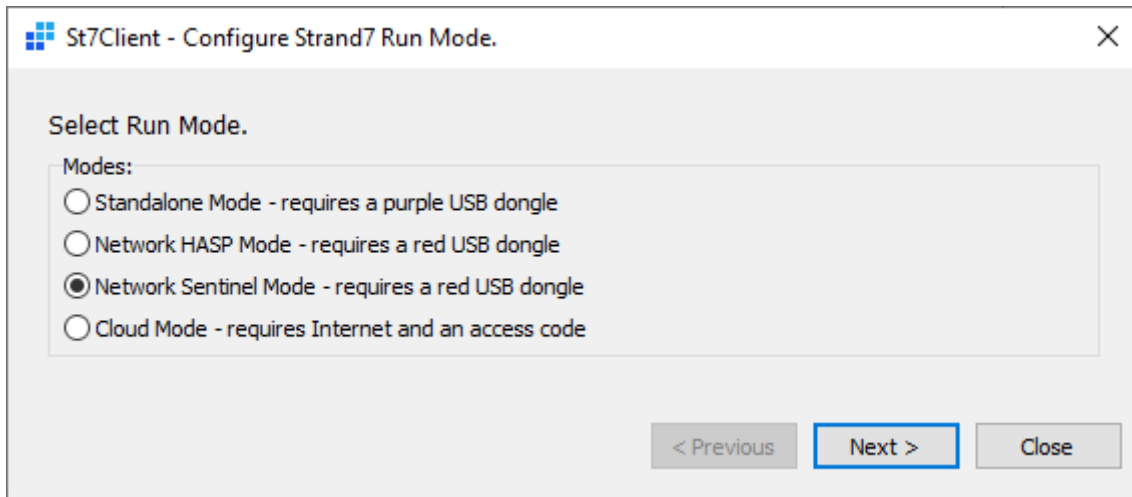 St7Client - Configure Strand7 Run Mode.
Select Run Mode.
Modes:
Standalone Mode - requires a purple USB dongle
Network HASP Mode - requires a red USB dongle
Network Sentinel Mode - requires a red USB dongle
Cloud Mode - requires Internet and an access code
< Previous Next > Close